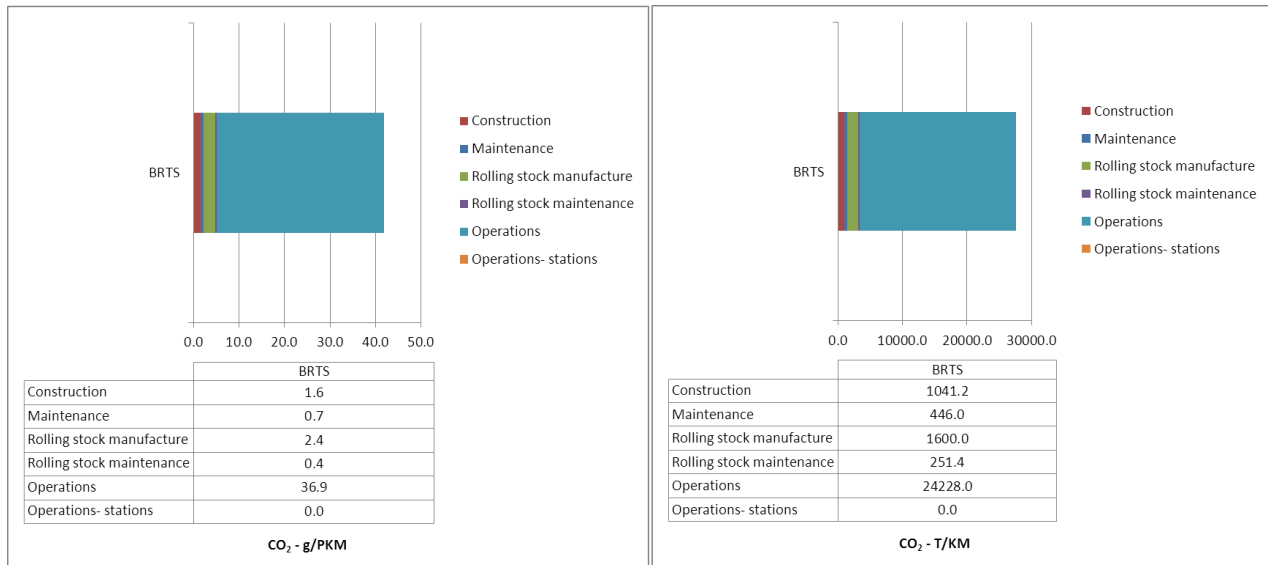 Construction
Maintenance
BRTS
Rolling stock manufacture
Rolling stock maintenance
Operations
Operations- stations
0.0 10.0 20.0 30.0 40.0 50.0
BRTS
Construction 1.6
Maintenance 0.7
Rolling stock manufacture 2.4
Rolling stock maintenance 0.4
Operations 36.9
Operations- stations 0.0
CO₂ - g/PKM
Construction
Maintenance
BRTS
Rolling stock manufacture
Rolling stock maintenance
Operations
Operations- stations
0.0 10000.0 20000.0 30000.0
BRTS
Construction 1041.2
Maintenance 446.0
Rolling stock manufacture 1600.0
Rolling stock maintenance 251.4
Operations 24228.0
Operations- stations 0.0
CO₂ - T/KM